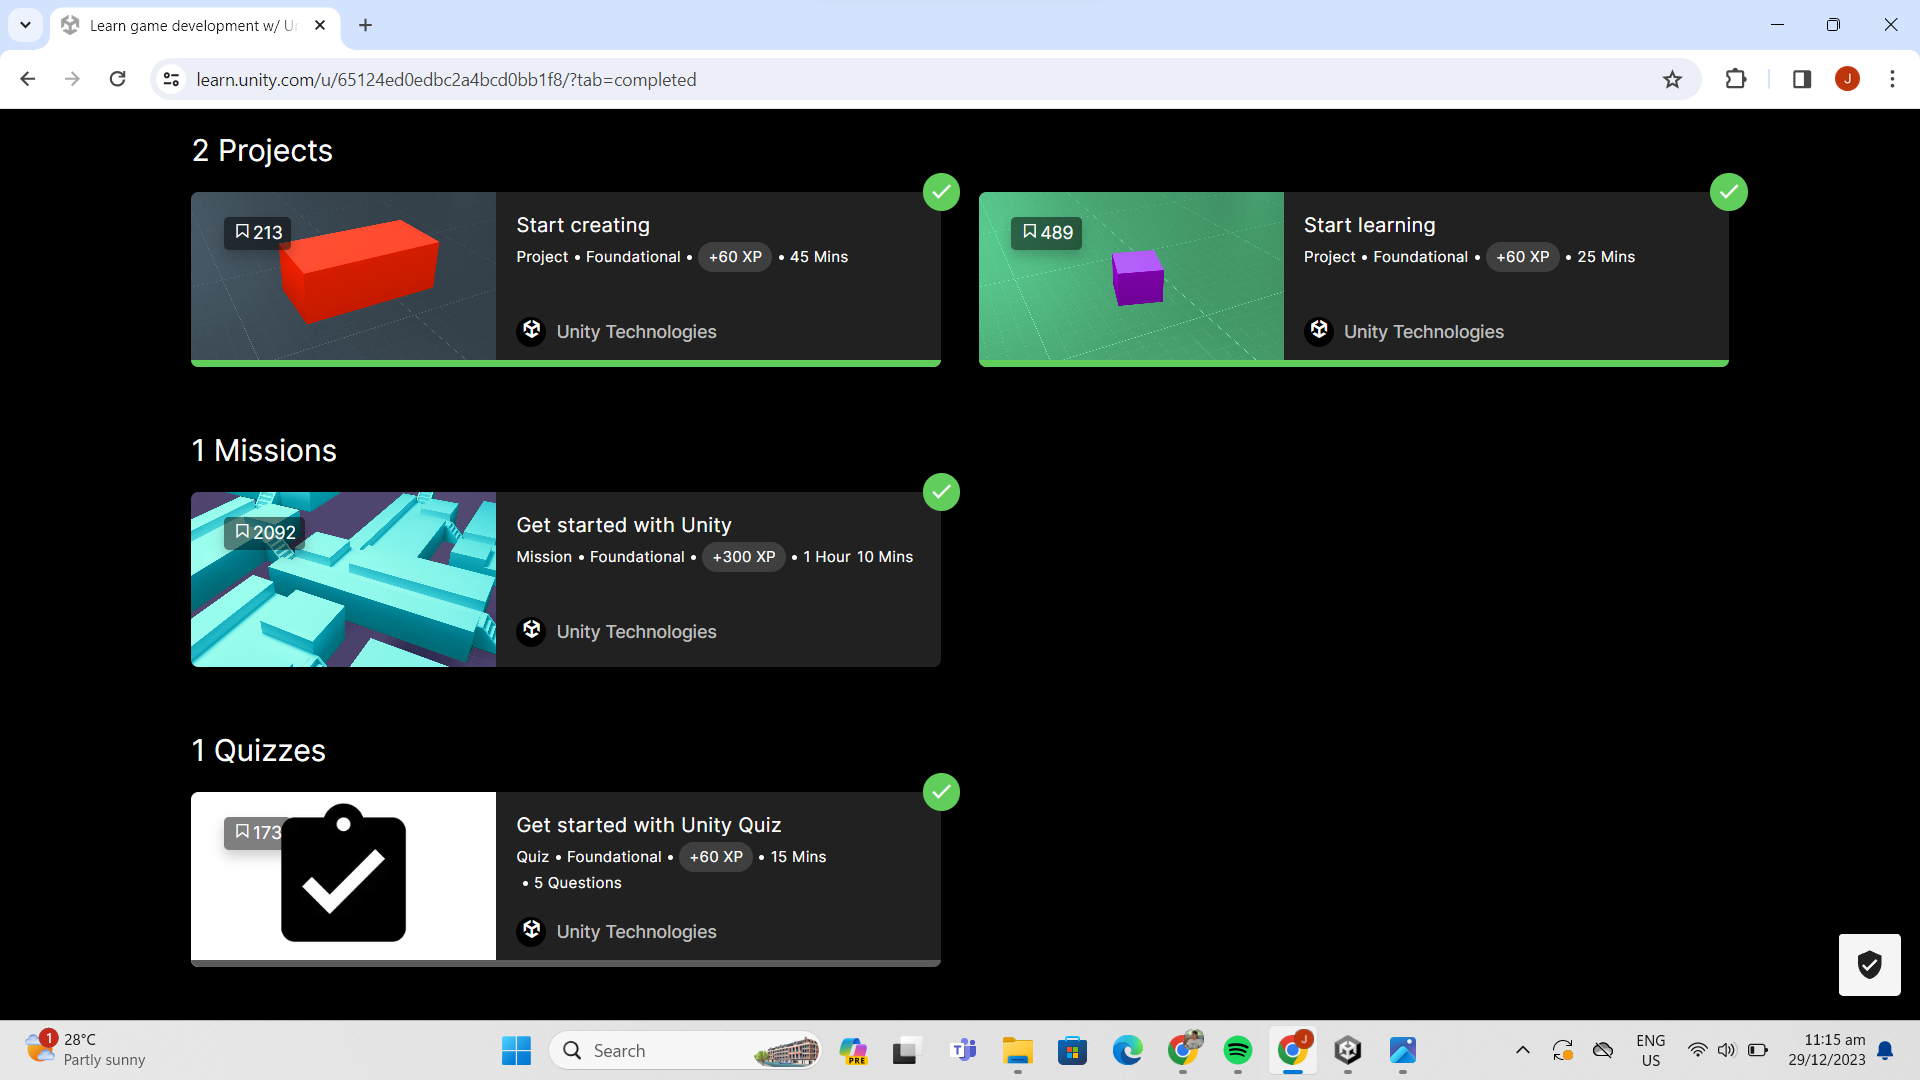 Learn game development w/ Un
learn.unity.com/u/65124ed0edbc2a4bcd0bb1f8/?tab=completed
J
2 Projects
213
Start creating
Project • Foundational • +60 XP • 45 Mins
Unity Technologies
489
Start learning
Project • Foundational • +60 XP • 25 Mins
Unity Technologies
1 Missions
2092
Get started with Unity
Mission • Foundational • +300 XP • 1 Hour 10 Mins
Unity Technologies
1 Quizzes
173
Get started with Unity Quiz
Quiz • Foundational • +60 XP • 15 Mins
• 5 Questions
Unity Technologies
1
28°C
Partly sunny
Search
PRE
J
ENG
US
11:15 am
29/12/2023